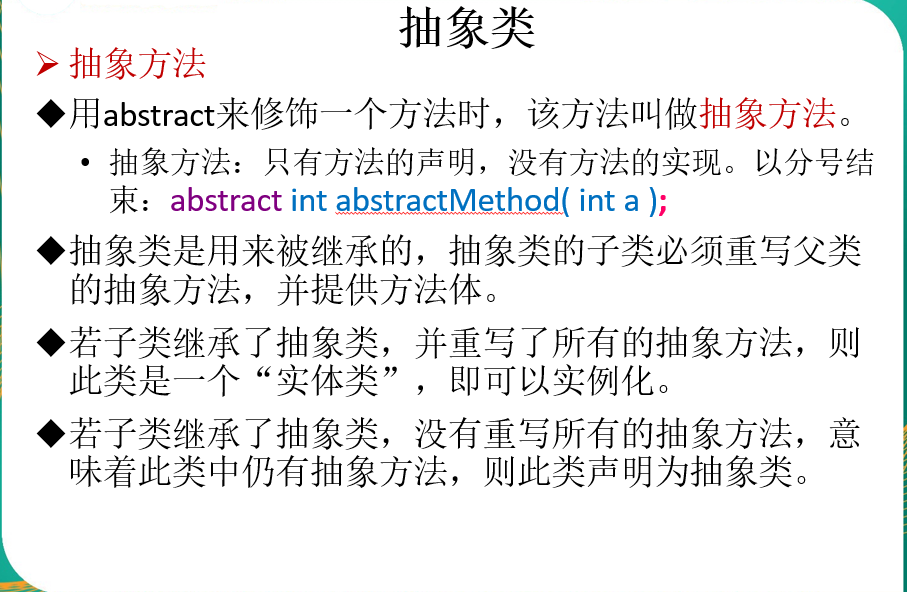 抽象类
抽象方法
用abstract来修饰一个方法时，该方法叫做抽象方法。
抽象方法：只有方法的声明，没有方法的实现。以分号结
束：abstract int abstractMethod( int a );
抽象类是用来被继承的，抽象类的子类必须重写父类
的抽象方法，并提供方法体。
若子类继承了抽象类，并重写了所有的抽象方法，则
此类是一个“实体类”，即可以实例化。
若子类继承了抽象类，没有重写所有的抽象方法，意
味着此类中仍有抽象方法，则此类声明为抽象类。